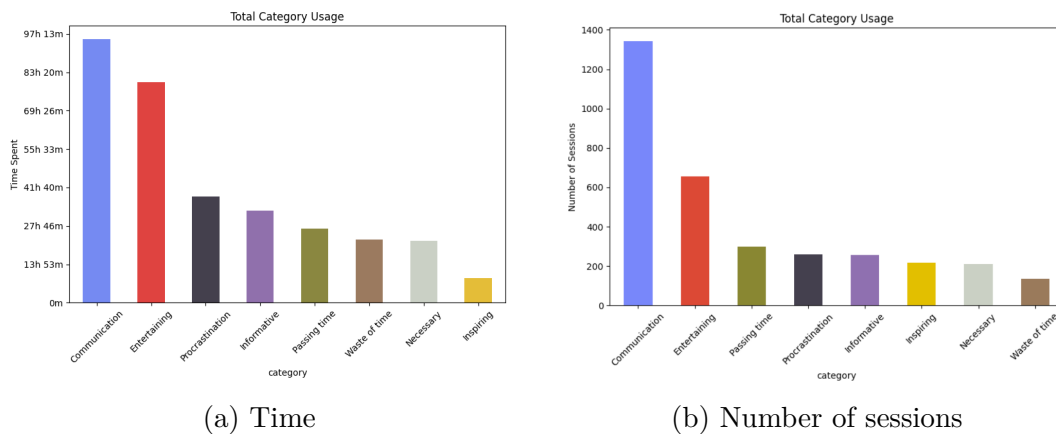 Total Category Usage
97h 13m
83h 20m
69h 26m
55h 33m
41h 40m
27h 46m
13h 53m
0m
Time Spent
Communication
Entertaining
Procrastination
Informative
Passing time
Waste of time
Necessary
Inspiring
category
(a) Time
Total Category Usage
1400
1200
1000
800
600
400
200
0
Number of Sessions
Communication
Entertaining
Passing time
Procrastination
Informative
Inspiring
Necessary
Waste of time
category
(b) Number of sessions